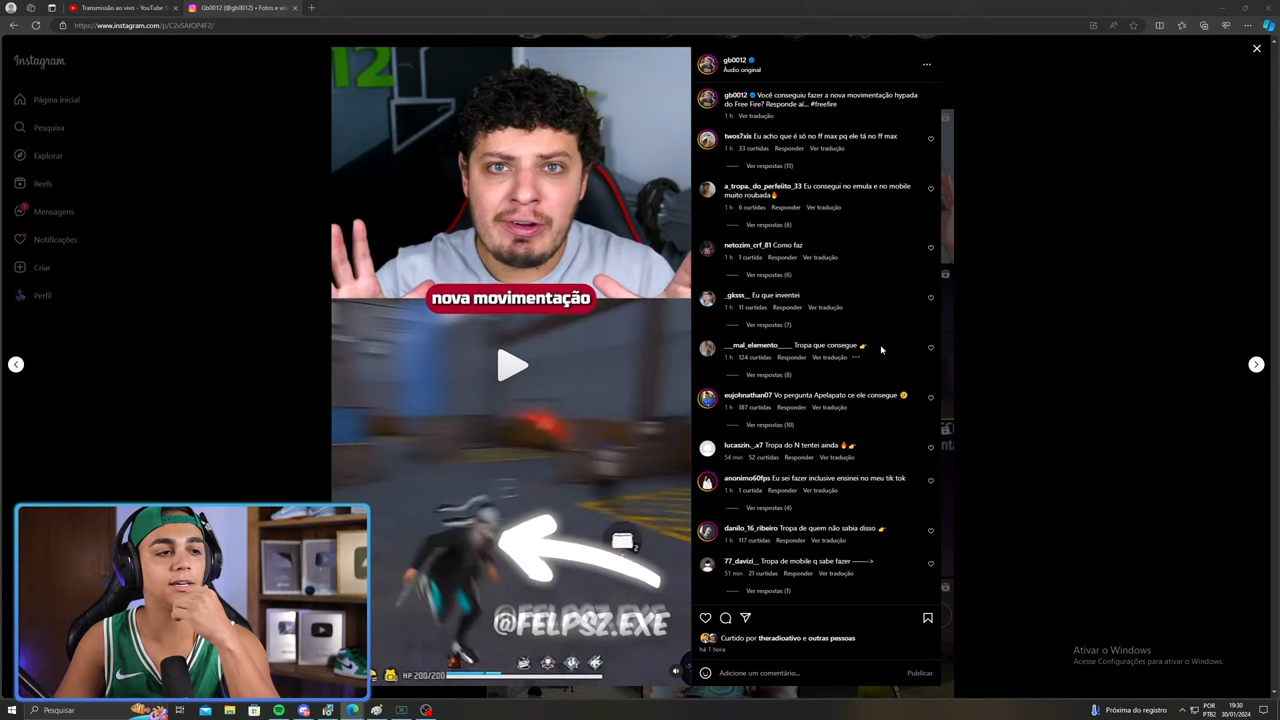 Transmissão ao vivo - YouTube S
Gb0012 (@gb0012) • Fotos e víd
https://www.instagram.com/p/C2vSAfQP4F2/
Instagram
Página inicial
Pesquisa
Explorar
Reels
Mensagens
Notificações
Criar
Perfil
nova movimentação
@FELPSZ.EXE
2
HP 200/200
gb0012
Áudio original
gb0012 Você conseguiu fazer a nova movimentação hypada
do Free Fire? Responde aí... #freefire
1 h Ver tradução
twos7xis Eu acho que é só no ff max pq ele tá no ff max
1 h 33 curtidas Responder Ver tradução
Ver respostas (11)
a_tropa._do_perfeiito_33 Eu consegui no emula e no mobile
muito roubada🔥
1 h 6 curtidas Responder Ver tradução
Ver respostas (6)
netozim_crf_81 Como faz
1 h 1 curtida Responder Ver tradução
Ver respostas (6)
_gksss__ Eu que inventei
1 h 11 curtidas Responder Ver tradução
Ver respostas (7)
___mal_elemento_____ Tropa que consegue 👉
1 h 124 curtidas Responder Ver tradução ...
Ver respostas (8)
eujohnathan07 Vo pergunta Apelapato ce ele consegue 🤨
1 h 187 curtidas Responder Ver tradução
Ver respostas (10)
lucaszin._.x7 Tropa do N tentei ainda 🔥👉
54 min 52 curtidas Responder Ver tradução
anonimo60fps Eu sei fazer inclusive ensinei no meu tik tok
1 h 1 curtida Responder Ver tradução
Ver respostas (4)
danilo_16_ribeiro Tropa de quem não sabia disso 👉
1 h 117 curtidas Responder Ver tradução
77_davizi__ Tropa de mobile q sabe fazer ------->
51 min 21 curtidas Responder Ver tradução
Ver respostas (1)
Curtido por theradioativo e outras pessoas
há 1 hora
Adicione um comentário...
Publicar
Ativar o Windows
Acesse Configurações para ativar o Windows.
Pesquisar
Próxima do registro
POR
PTB2
19:30
30/01/2024